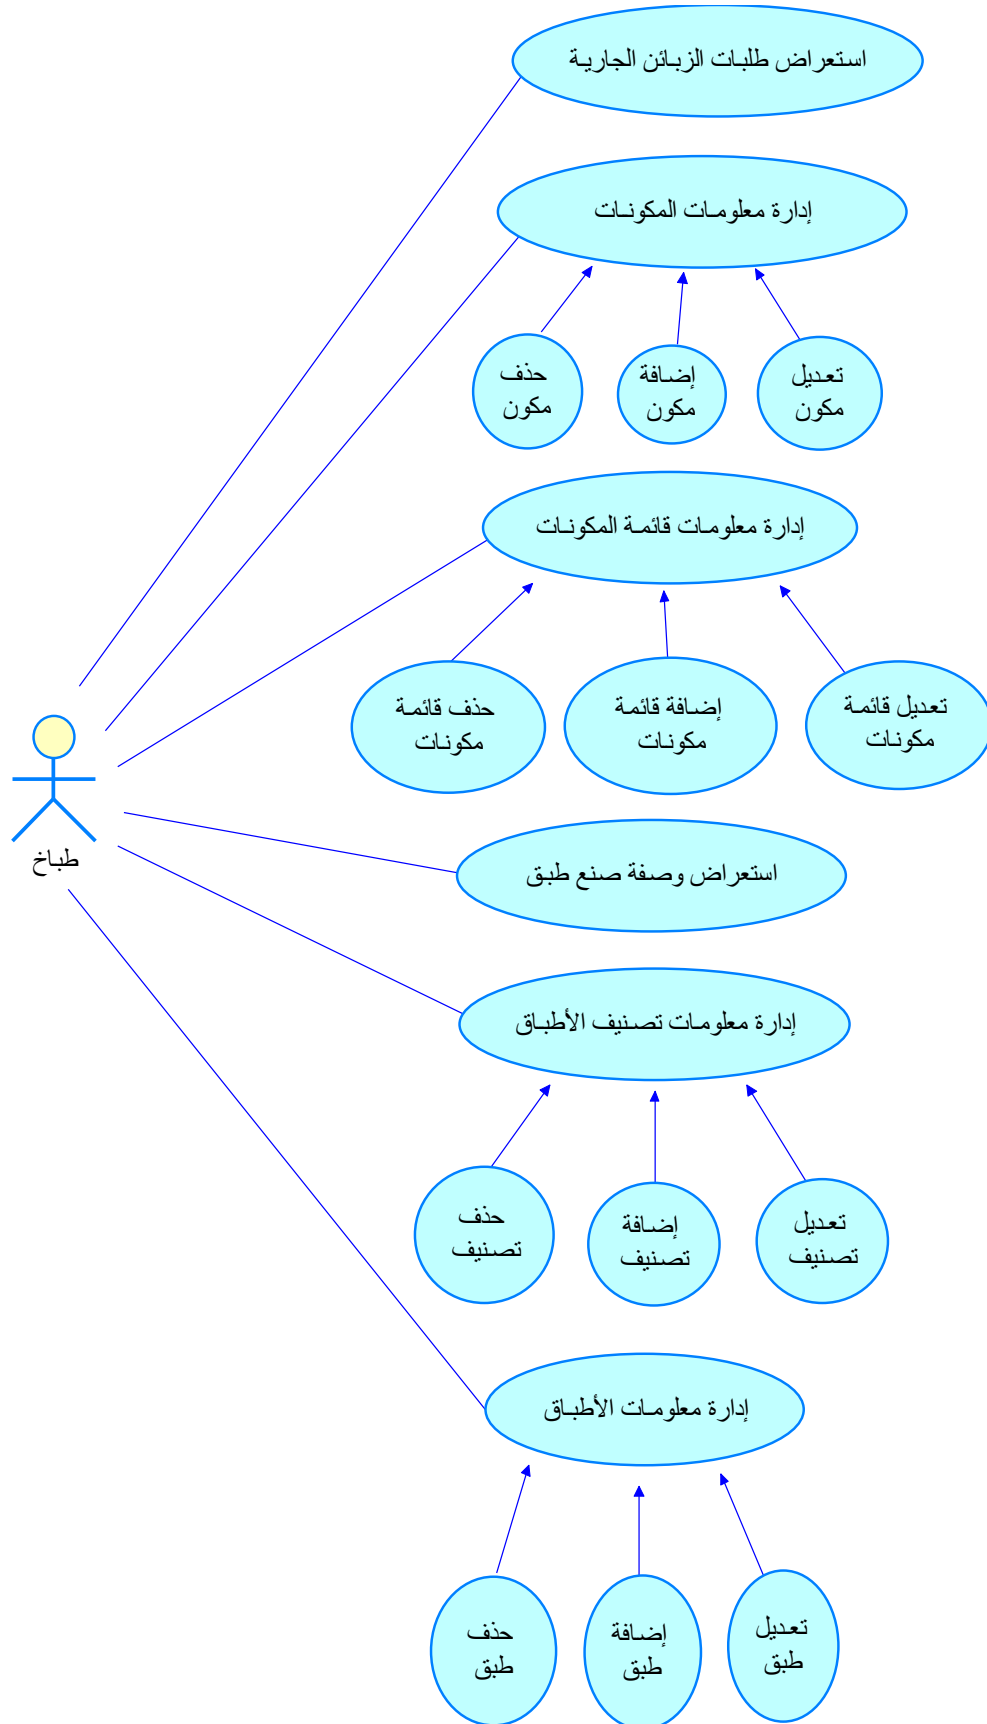 استعراض طلبات الزبائن الجارية
إدارة معلومات المكونات
تعديل
مكون
إضافة
مكون
حذف
مكون
إدارة معلومات قائمة المكونات
تعديل قائمة
مكونات
إضافة قائمة
مكونات
حذف قائمة
مكونات
طباخ
استعراض وصفة صنع طبق
إدارة معلومات تصنيف الأطباق
تعديل
تصنيف
إضافة
تصنيف
حذف
تصنيف
إدارة معلومات الأطباق
تعديل
طبق
إضافة
طبق
حذف
طبق